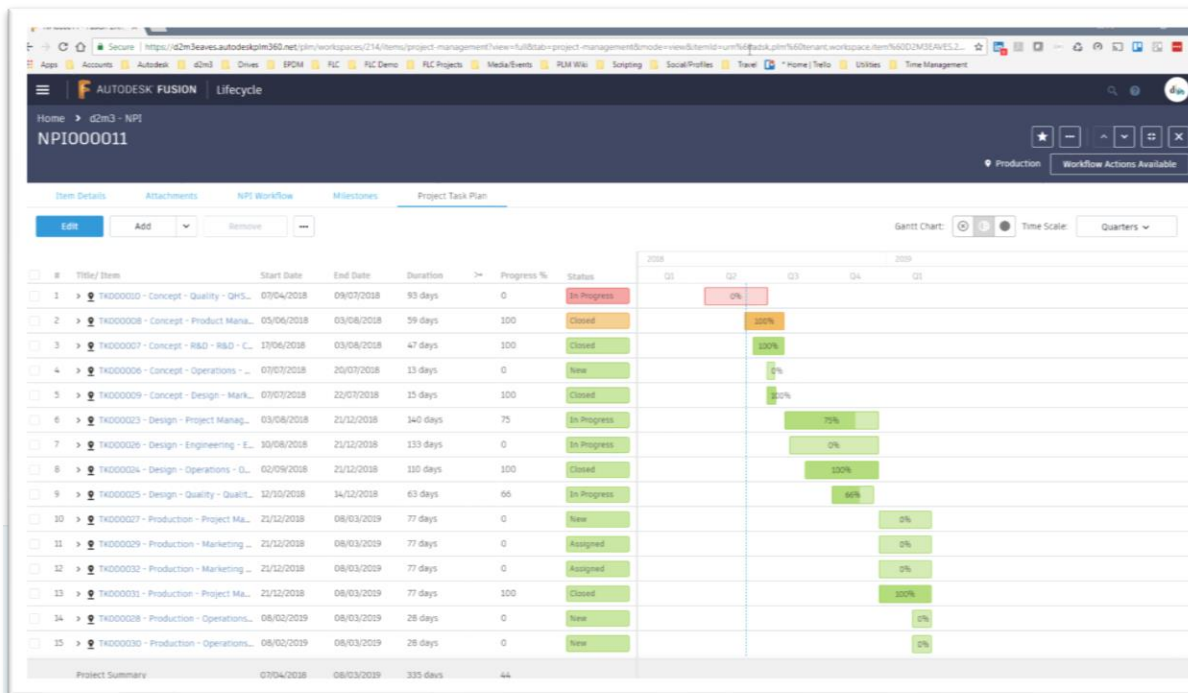 Secure | https://d2m3eaves.autodeskplm360.net/plm/workspaces/214/items/project-management?view=full&tab=project-management&mode=view&itemId=urn%60adsk,plm%60tenant,workspace,item%60D2M3EAVES,2...
Apps Accounts Autodesk d2m3 Drives EPDM FLC FLC Demo FLC Projects Media/Events PLM Wiki Scripting Social/Profiles Travel * Home | Trello Utilities Time Management
AUTODESK FUSION | Lifecycle
Home > d2m3 - NPI
NPI000011
Production Workflow Actions Available
Item Details Attachments NPI Workflow Milestones Project Task Plan
Edit Add Remove ... Gantt Chart: Time Scale: Quarters
2018 2019
# Title/ Item Start Date End Date Duration Progress % Status Q1 Q2 Q3 Q4 Q1
1 > TK000010 - Concept - Quality - QHS... 07/04/2018 09/07/2018 93 days 0 In Progress 0%
2 > TK000008 - Concept - Product Mana... 05/06/2018 03/08/2018 59 days 100 Closed 100%
3 > TK000007 - Concept - R&D - R&D - C... 17/06/2018 03/08/2018 47 days 100 Closed 100%
4 > TK000006 - Concept - Operations - ... 07/07/2018 20/07/2018 13 days 0 New 0%
5 > TK000009 - Concept - Design - Mark... 07/07/2018 22/07/2018 15 days 100 Closed 100%
6 > TK000023 - Design - Project Manag... 03/08/2018 21/12/2018 140 days 75 In Progress 75%
7 > TK000026 - Design - Engineering - E... 10/08/2018 21/12/2018 133 days 0 In Progress 0%
8 > TK000024 - Design - Operations - O... 02/09/2018 21/12/2018 110 days 100 Closed 100%
9 > TK000025 - Design - Quality - Qualit... 12/10/2018 14/12/2018 63 days 66 In Progress 66%
10 > TK000027 - Production - Project Ma... 21/12/2018 08/03/2019 77 days 0 New 0%
11 > TK000029 - Production - Marketing ... 21/12/2018 08/03/2019 77 days 0 Assigned 0%
12 > TK000032 - Production - Marketing ... 21/12/2018 08/03/2019 77 days 0 Assigned 0%
13 > TK000031 - Production - Project Ma... 21/12/2018 08/03/2019 77 days 100 Closed 100%
14 > TK000028 - Production - Operations... 08/02/2019 08/03/2019 28 days 0 New 0%
15 > TK000030 - Production - Operations... 08/02/2019 08/03/2019 28 days 0 New 0%
Project Summary 07/04/2018 08/03/2019 335 days 44